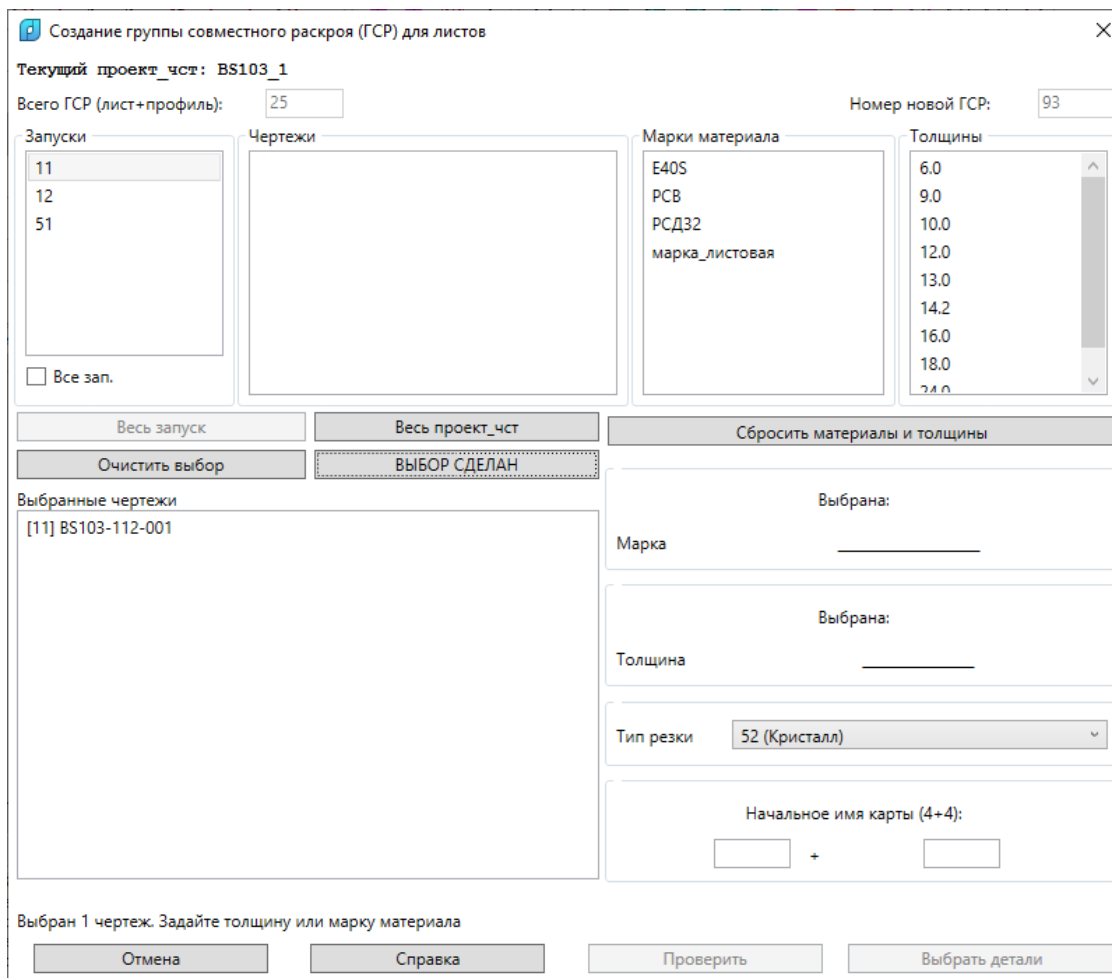 Создание группы совместного раскроя (ГСР) для листов
Текущий проект_чст: BS103_1
Всего ГСР (лист+профиль): 25
Номер новой ГСР: 93
Запуски
11
12
51
Все зап.
Чертежи
Марки материала
E40S
РСВ
РСД32
марка_листовая
Толщины
6.0
9.0
10.0
12.0
13.0
14.2
16.0
18.0
24.0
Весь запуск
Весь проект_чст
Сбросить материалы и толщины
Очистить выбор
ВЫБОР СДЕЛАН
Выбранные чертежи
[11] BS103-112-001
Выбрана:
Марка
Выбрана:
Толщина
Тип резки 52 (Кристалл)
Начальное имя карты (4+4):
+
Выбран 1 чертеж. Задайте толщину или марку материала
Отмена
Справка
Проверить
Выбрать детали